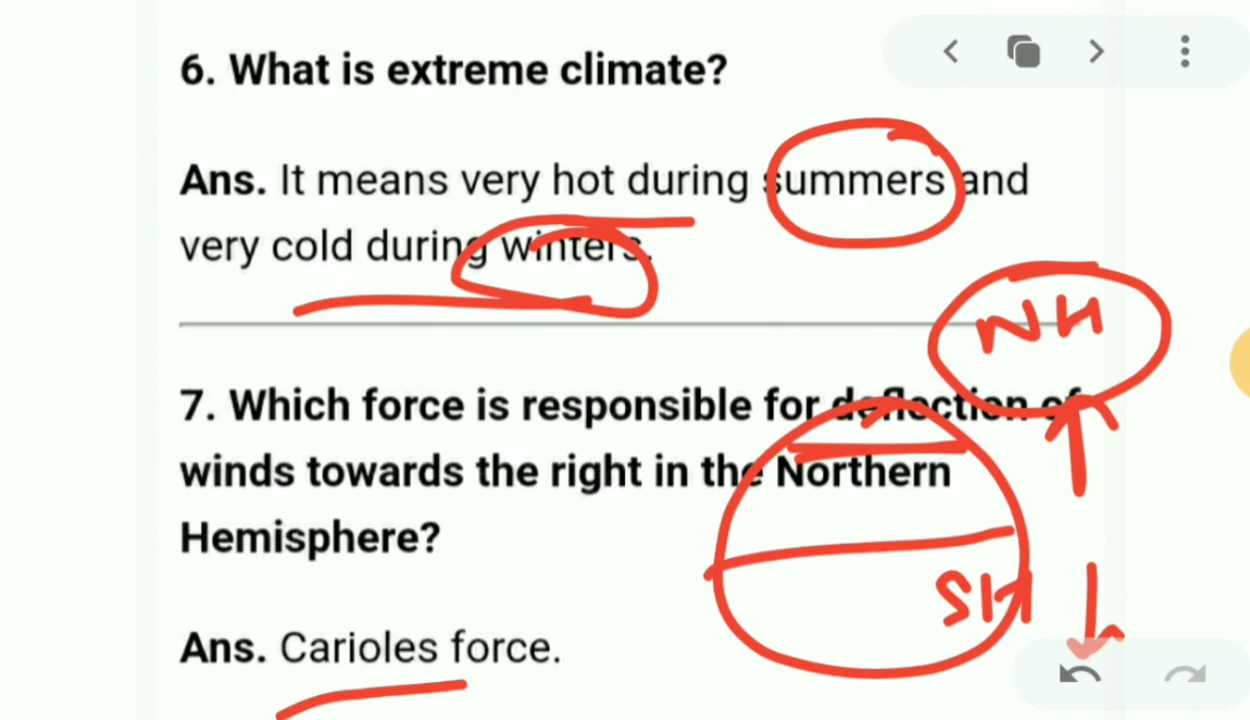 6. What is extreme climate?
Ans. It means very hot during summers and
very cold during winters.
NH
7. Which force is responsible for deflection of
winds towards the right in the Northern
Hemisphere?
SH
Ans. Carioles force.